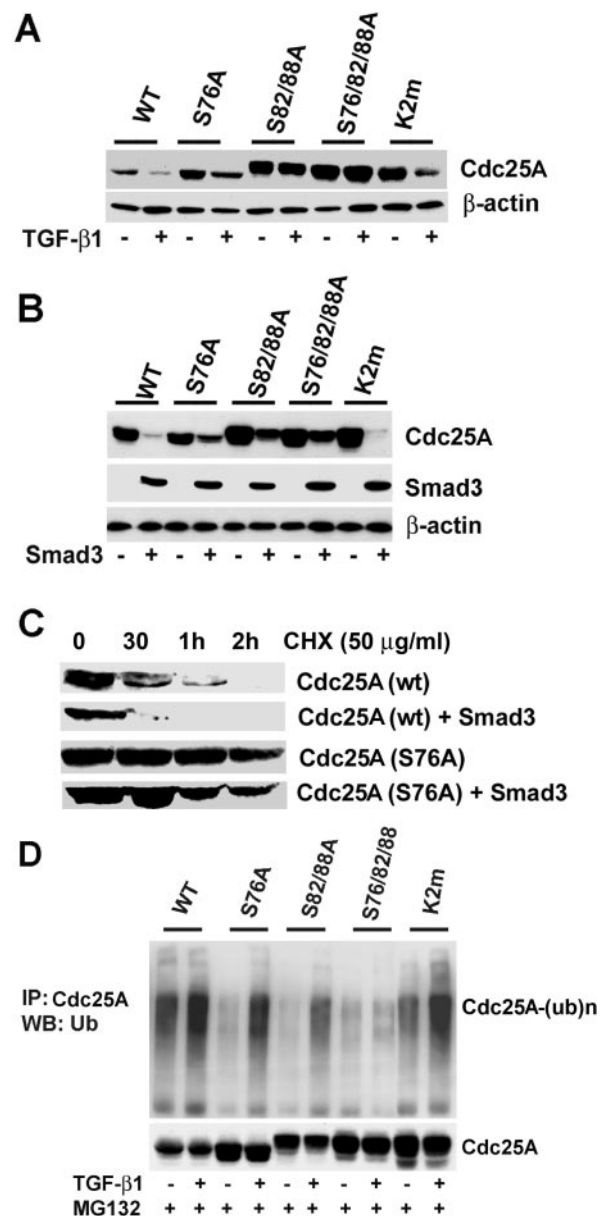 A
WT S76A S82/88A S76/82/88A K2m
Cdc25A
β-actin
TGF-β1 - + - + - + - + - +
B
WT S76A S82/88A S76/82/88A K2m
Cdc25A
Smad3
β-actin
Smad3 - + - + - + - + - +
C
0 30 1h 2h CHX (50 μg/ml)
Cdc25A (wt)
Cdc25A (wt) + Smad3
Cdc25A (S76A)
Cdc25A (S76A) + Smad3
D
WT S76A S82/88A S76/82/88 K2m
IP: Cdc25A
WB: Ub
Cdc25A-(ub)n
Cdc25A
TGF-β1 - + - + - + - + - +
MG132 + + + + + + + + + +